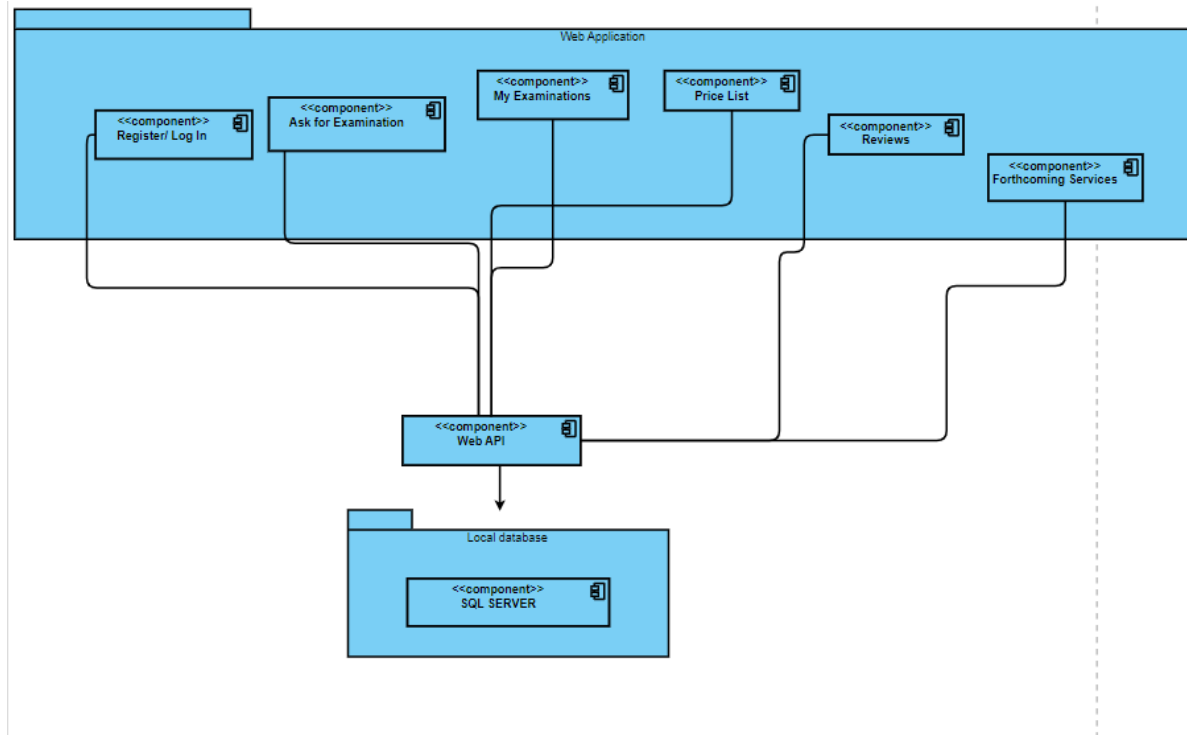 Web Application
<<component>>
Register/ Log In
<<component>>
Ask for Examination
<<component>>
My Examinations
<<component>>
Price List
<<component>>
Reviews
<<component>>
Forthcoming Services
<<component>>
Web API
Local database
<<component>>
SQL SERVER